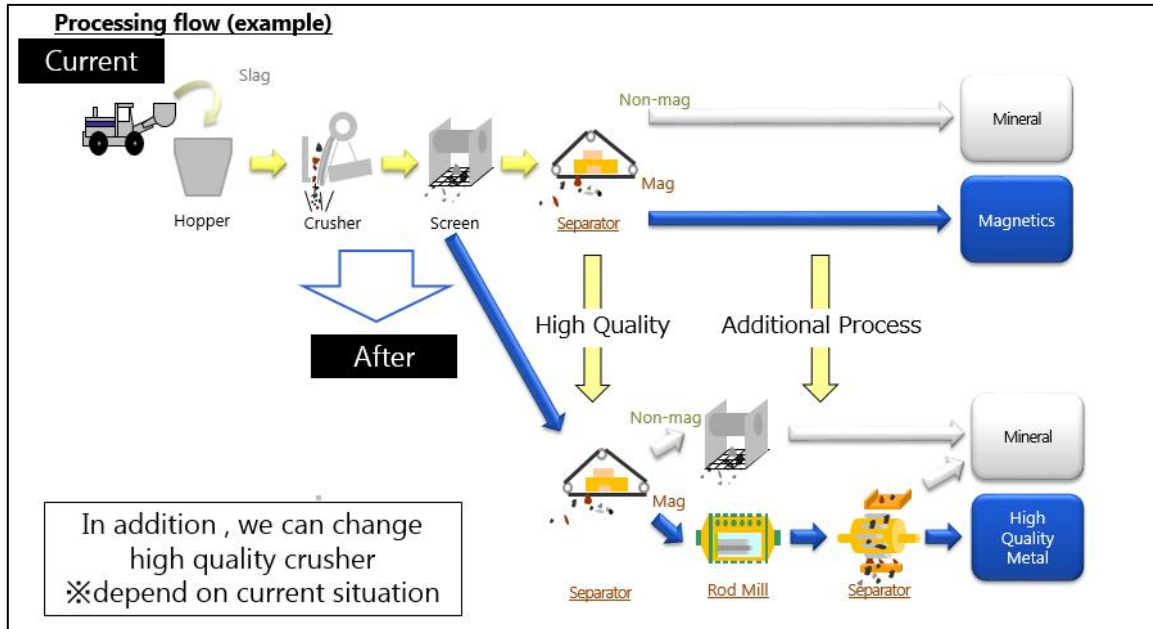 Processing flow (example)
Current
Slag
Hopper
Crusher
Screen
Separator
Non-mag
Mag
Mineral
Magnetics
After
High Quality
Additional Process
Non-mag
Mag
Separator
Rod Mill
Separator
Mineral
High
Quality
Metal
In addition , we can change
high quality crusher
※depend on current situation